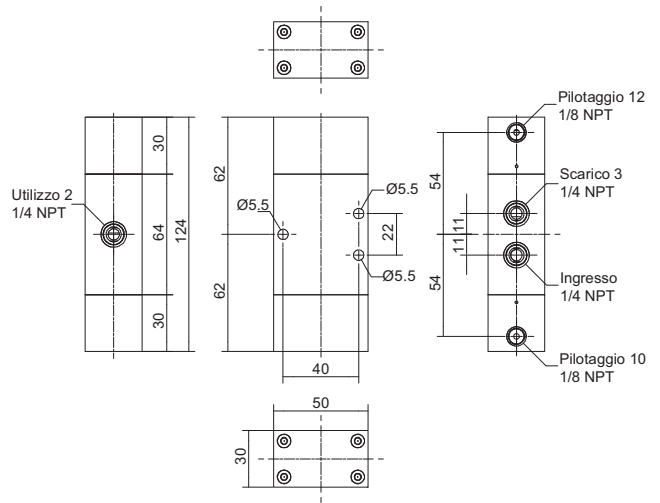 Utilizzo 2
1/4 NPT
30
64
30
124
62
62
Ø5.5
Ø5.5
Ø5.5
22
40
54
11 11
54
Pilotaggio 12
1/8 NPT
Scarico 3
1/4 NPT
Ingresso
1/4 NPT
Pilotaggio 10
1/8 NPT
50
30